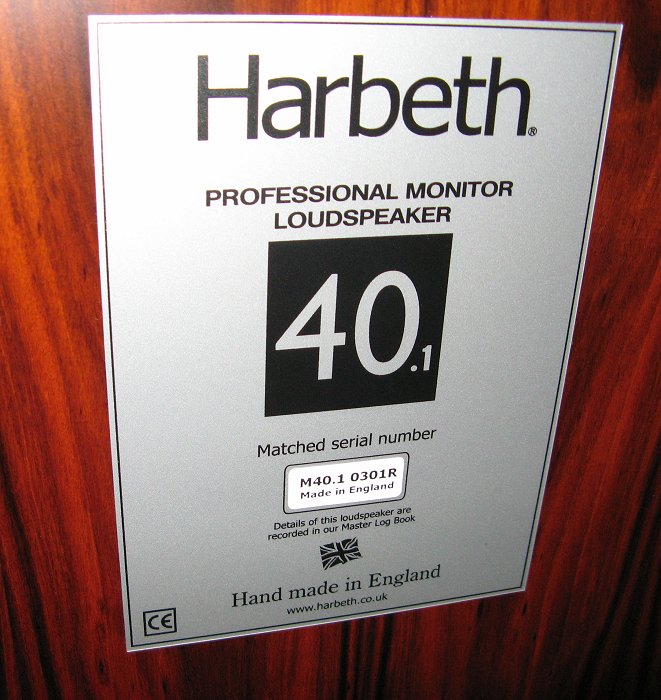 Harbeth®
PROFESSIONAL MONITOR
LOUDSPEAKER
40.1
Matched serial number
M40.1 0301R
Made in England
Details of this loudspeaker are
recorded in our Master Log Book
Hand made in England
www.harbeth.co.uk
CE